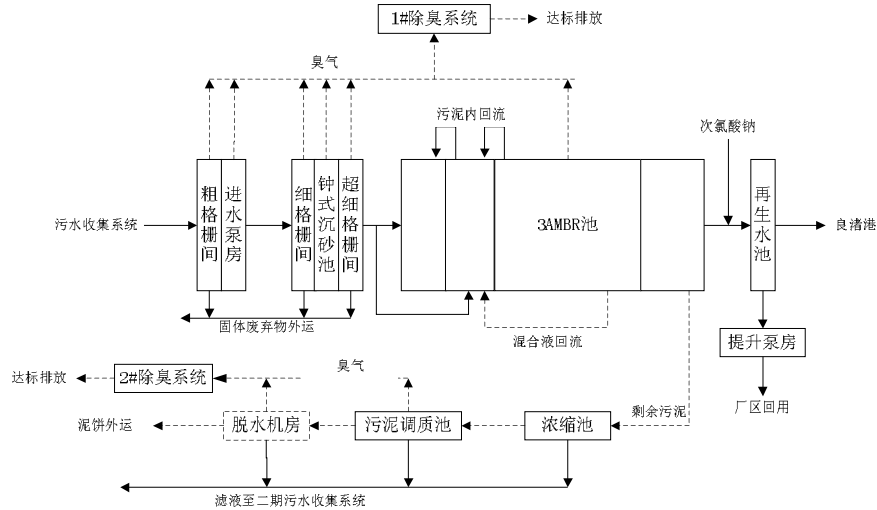 1#除臭系统
达标排放
臭气
污泥内回流
次氯酸钠
污水收集系统
粗格栅间
进水泵房
细格栅间
钟式沉砂池
超细格栅间
3AMBR池
再生水池
良渚港
固体废弃物外运
混合液回流
提升泵房
臭气
达标排放
2#除臭系统
厂区回用
泥饼外运
脱水机房
污泥调质池
浓缩池
剩余污泥
滤液至二期污水收集系统